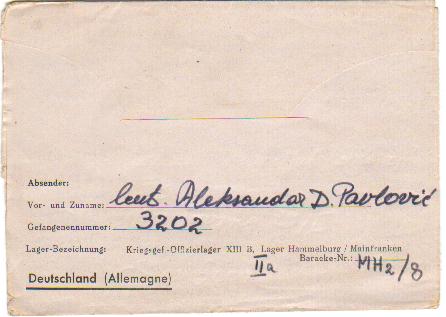 Absender:
Vor- und Zuname: leut. Aleksandar D. Pavlović
Gefangenennummer: 3202
Lager-Bezeichnung: Kriegsgef.-Offizierlager XIII B, Lager Hammelburg / Mainfranken
IIa Baracke-Nr.: MH2/8
Deutschland (Allemagne)